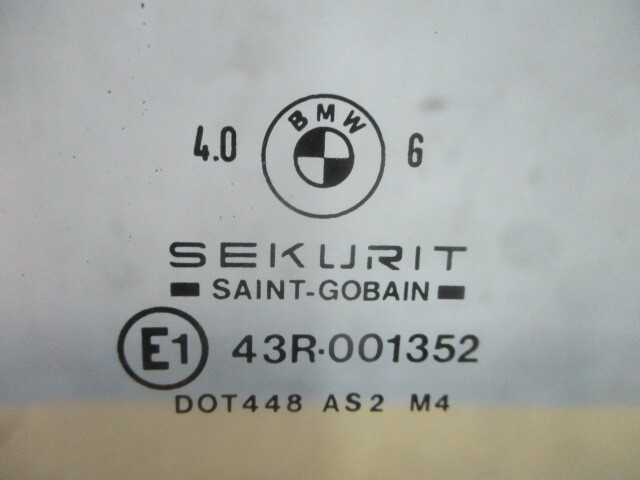 BMW
4.0 6
SEKURIT
SAINT-GOBAIN
E1 43R·001352
DOT448 AS2 M4